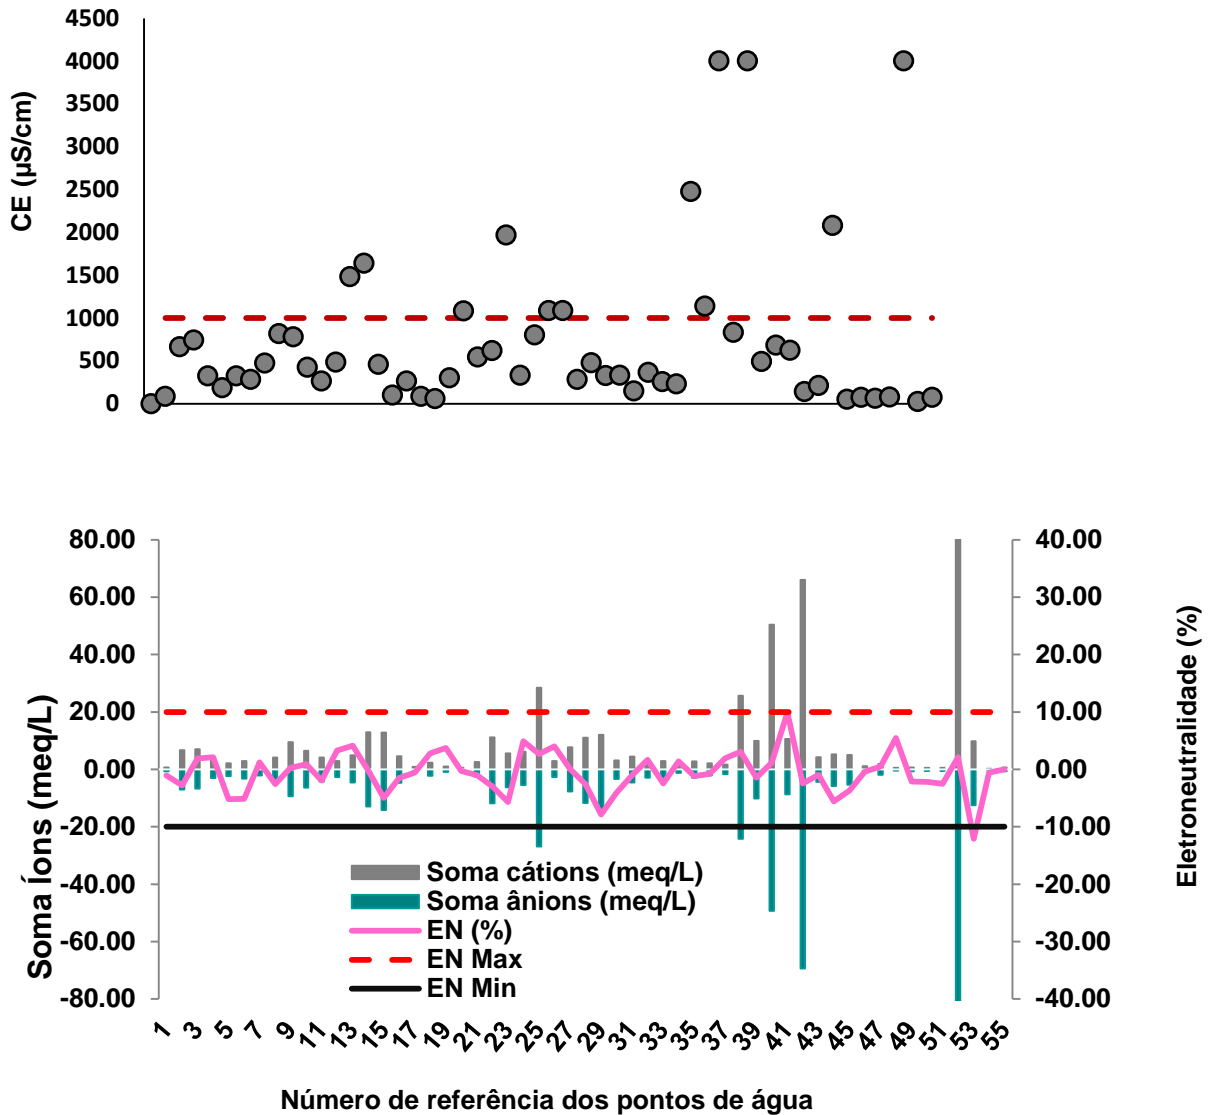 4500
4000
3500
3000
2500
2000
1500
1000
500
0
CE (µS/cm)
80.00
60.00
40.00
20.00
0.00
-20.00
-40.00
-60.00
-80.00
Soma íons (meq/L)
40.00
30.00
20.00
10.00
0.00
-10.00
-20.00
-30.00
-40.00
Eletroneutralidade (%)
Soma cátions (meq/L)
Soma ânions (meq/L)
EN (%)
EN Max
EN Min
1 3 5 7 9 11 13 15 17 19 21 23 25 27 29 31 33 35 37 39 41 43 45 47 49 51 53 55
Número de referência dos pontos de água